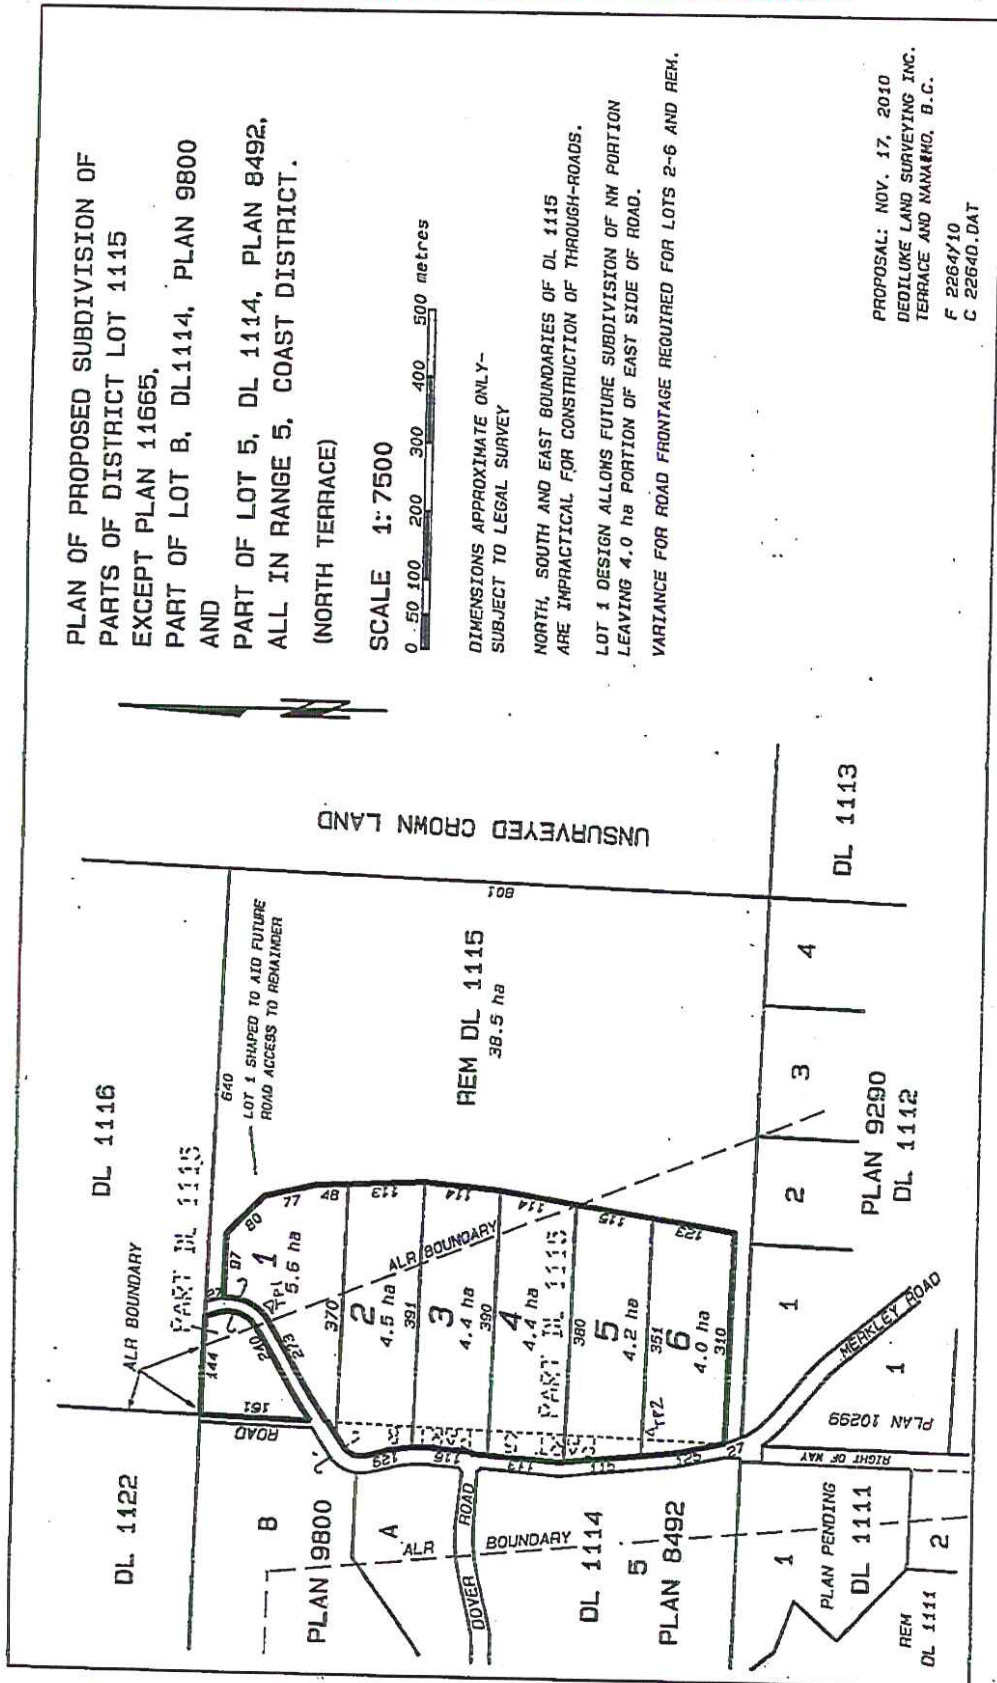 PLAN OF PROPOSED SUBDIVISION OF
PARTS OF DISTRICT LOT 1115
EXCEPT PLAN 11665,
PART OF LOT B, DL1114, PLAN 9800
AND
PART OF LOT 5, DL 1114, PLAN 8492,
ALL IN RANGE 5, COAST DISTRICT.
(NORTH TERRACE)
SCALE 1:7500
0 50 100 200 300 400 500 metres
DIMENSIONS APPROXIMATE ONLY-
SUBJECT TO LEGAL SURVEY
NORTH, SOUTH AND EAST BOUNDARIES OF DL 1115
ARE IMPRACTICAL FOR CONSTRUCTION OF THROUGH-ROADS.
LOT 1 DESIGN ALLOWS FUTURE SUBDIVISION OF NW PORTION
LEAVING 4.0 ha PORTION OF EAST SIDE OF ROAD.
VARIANCE FOR ROAD FRONTAGE REQUIRED FOR LOTS 2-6 AND REM.
PROPOSAL: NOV. 17, 2010
DEDILUKE LAND SURVEYING INC.
TERRACE AND NANAIMO, B.C.
F 2264Y10
C 2264D.DAT
DL 1122
ALR BOUNDARY
DL 1116
PART DL 1115
640
LOT 1 SHAPED TO AID FUTURE
ROAD ACCESS TO REMAINDER
UNSURVEYED CROWN LAND
801
144
27
97
80
77
48
161
ROAD
240
273
TP1
1
5.6 ha
370
2
4.5 ha
391
113
3
4.4 ha
390
114
4
4.4 ha
380
114
PART DL 1115
5
4.2 ha
351
115
6
4.0 ha
310
123
TP2
ALR BOUNDARY
REM DL 1115
38.5 ha
129
116
113
115
125
27
B
PLAN 9800
A
ALR BOUNDARY
DOVER ROAD
DL 1114
5
PLAN 8492
RIGHT OF WAY
MERKLEY ROAD
1
PLAN 10299
1
2
3
4
DL 1113
PLAN 9290
DL 1112
1
PLAN PENDING
DL 1111
REM
DL 1111
2